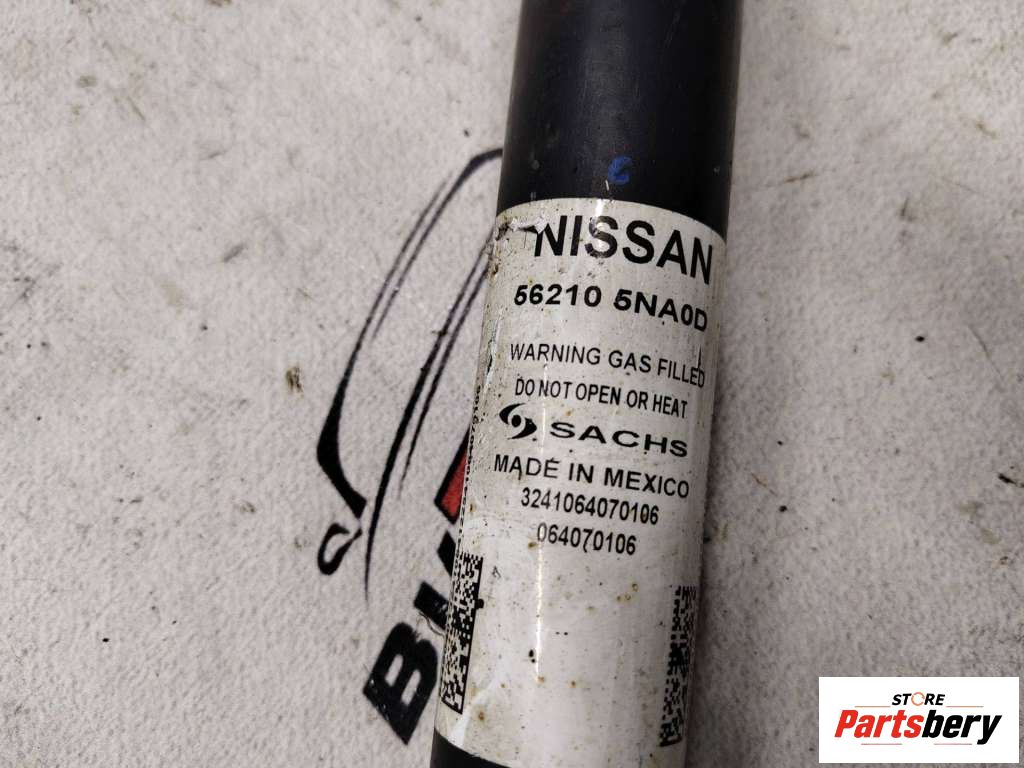 NISSAN
56210 5NA0D
WARNING GAS FILLED
DO NOT OPEN OR HEAT
SACHS
MADE IN MEXICO
3241064070106
064070106
STORE
Partsbery